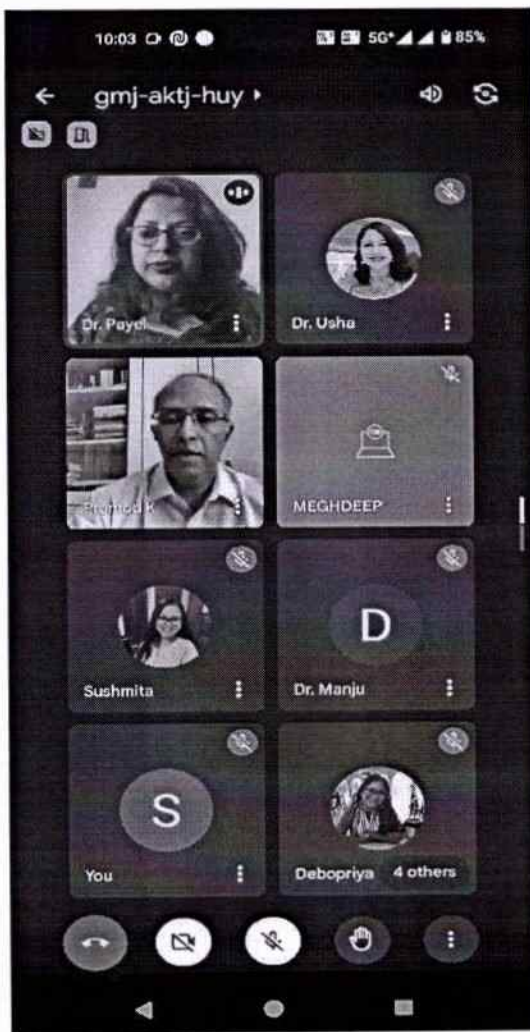 10:03 5G* 85%
gmj-aktj-huy
Dr. Payel Dr. Usha
Pramod K MEGHDEEP
D
Sushmita Dr. Manju
S
You Debopriya 4 others